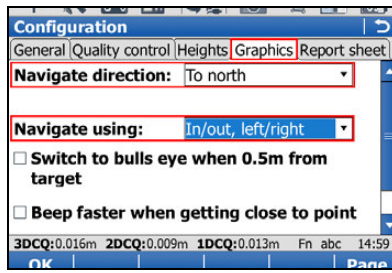 Configuration
General Quality control Heights Graphics Report sheet
Navigate direction: To north
Navigate using: In/out, left/right
Switch to bulls eye when 0.5m from
target
Beep faster when getting close to point
3DCQ:0.016m 2DCQ:0.009m 1DCQ:0.013m Fn abc 14:59
OK Page